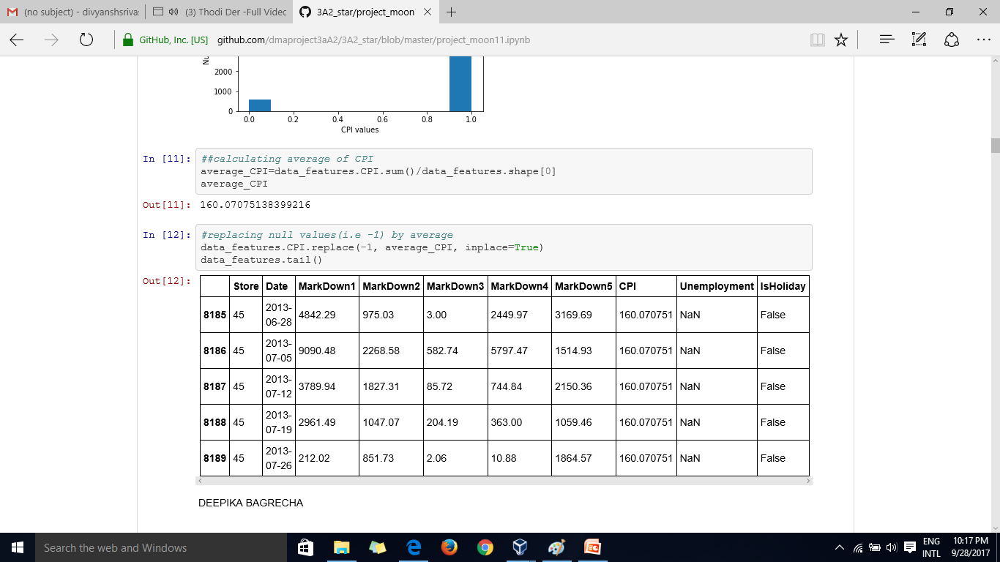 (no subject) - divyanshsrivas
(3) Thodi Der -Full Videc
3A2_star/project_moon
GitHub, Inc. [US]
github.com/dmaproject3aA2/3A2_star/blob/master/project_moon11.ipynb
Nu
2000
1000
0
0.0 0.2 0.4 0.6 0.8 1.0
CPI values
In [11]:
##calculating average of CPI
average_CPI=data_features.CPI.sum()/data_features.shape[0]
average_CPI
Out[11]: 160.07075138399216
In [12]:
#replacing null values(i.e -1) by average
data_features.CPI.replace(-1, average_CPI, inplace=True)
data_features.tail()
Out[12]:
Store Date MarkDown1 MarkDown2 MarkDown3 MarkDown4 MarkDown5 CPI Unemployment IsHoliday
8185 45 2013-06-28 4842.29 975.03 3.00 2449.97 3169.69 160.070751 NaN False
8186 45 2013-07-05 9090.48 2268.58 582.74 5797.47 1514.93 160.070751 NaN False
8187 45 2013-07-12 3789.94 1827.31 85.72 744.84 2150.36 160.070751 NaN False
8188 45 2013-07-19 2961.49 1047.07 204.19 363.00 1059.46 160.070751 NaN False
8189 45 2013-07-26 212.02 851.73 2.06 10.88 1864.57 160.070751 NaN False
DEEPIKA BAGRECHA
Search the web and Windows
ENG
INTL
10:17 PM
9/28/2017